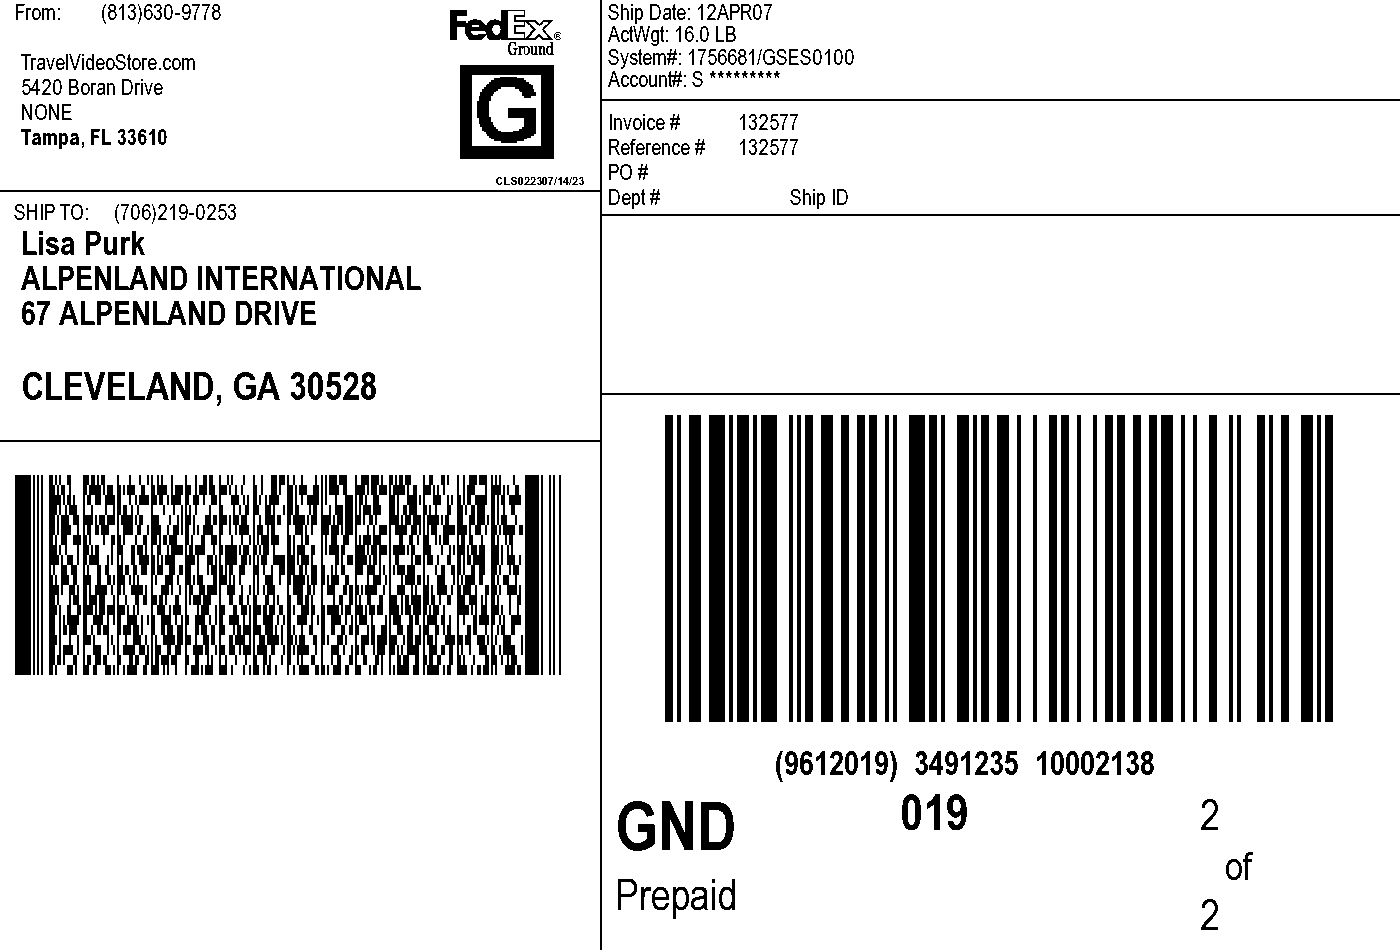 From: (813)630-9778
TravelVideoStore.com
5420 Boran Drive
NONE
Tampa, FL 33610
FedEx®
Ground
G
CLS022307/14/23
SHIP TO: (706)219-0253
Lisa Purk
ALPENLAND INTERNATIONAL
67 ALPENLAND DRIVE
CLEVELAND, GA 30528
Ship Date: 12APR07
ActWgt: 16.0 LB
System#: 1756681/GSES0100
Account#: S *********
Invoice # 132577
Reference # 132577
PO #
Dept # Ship ID
(9612019) 3491235 10002138
GND 019 2
of
Prepaid 2